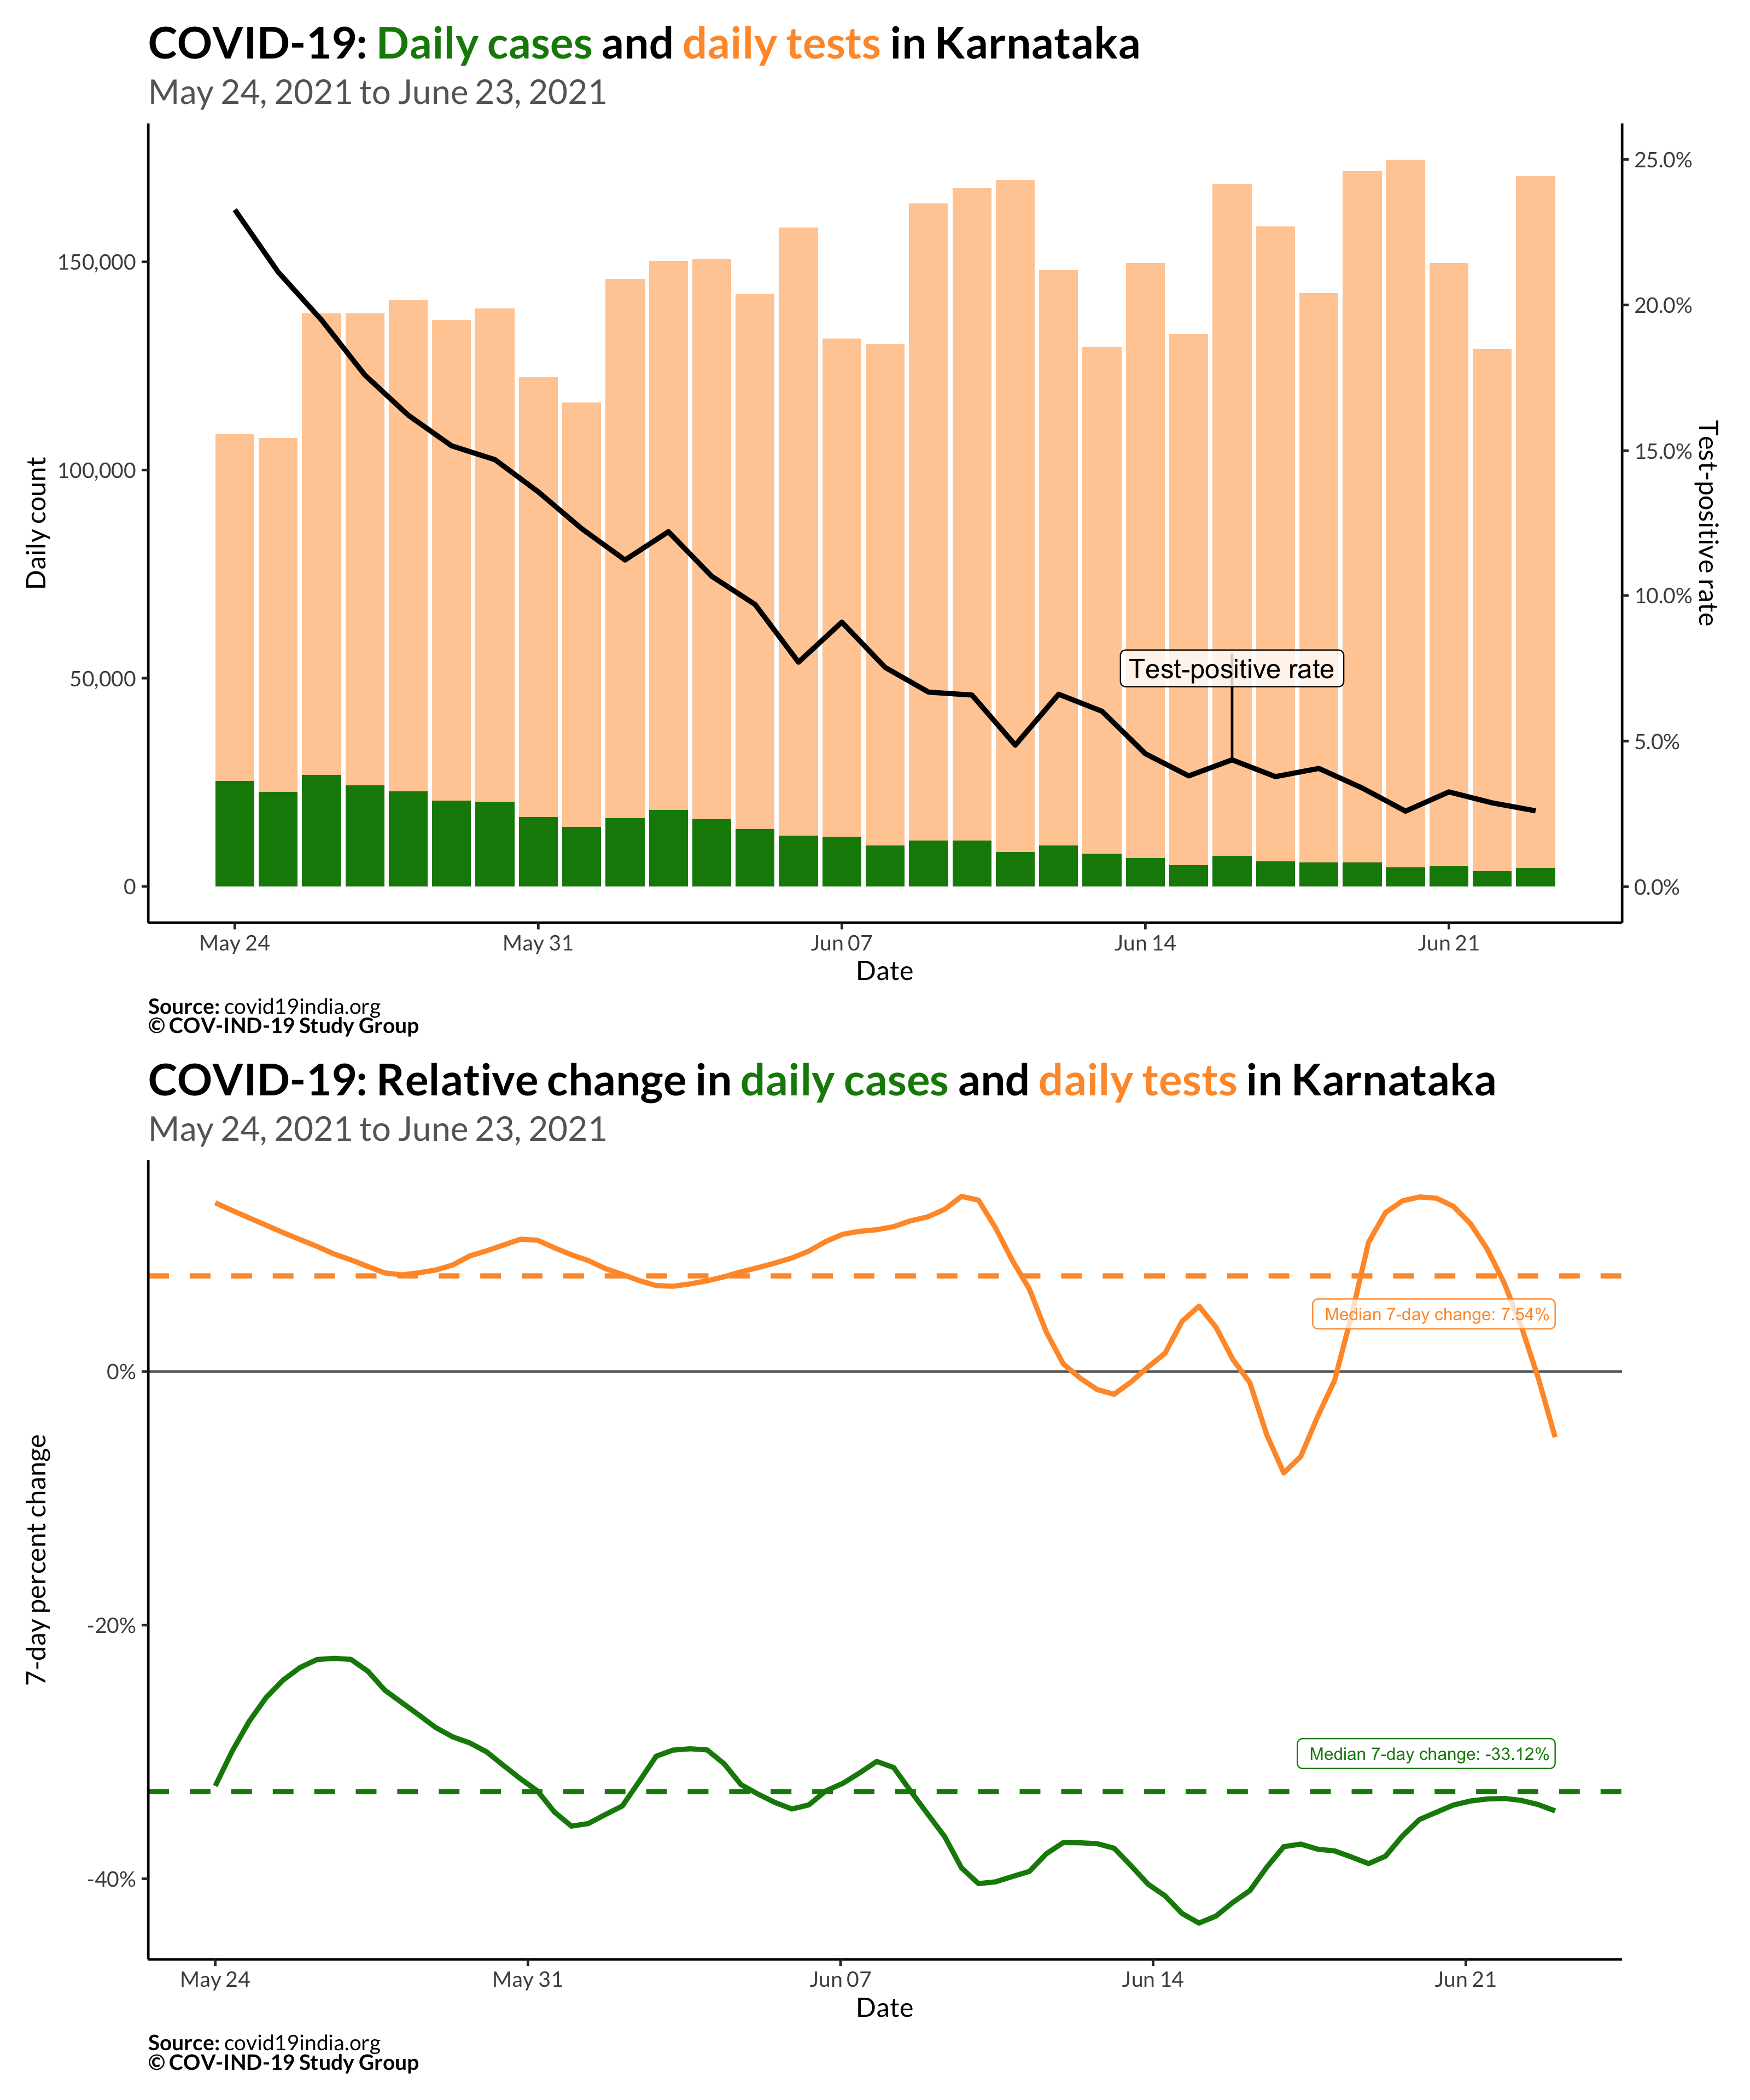 COVID-19: Daily cases and daily tests in Karnataka
May 24, 2021 to June 23, 2021
Daily count
150,000
100,000
50,000
0
25.0%
20.0%
15.0%
10.0%
5.0%
0.0%
Test-positive rate
Test-positive rate
May 24
May 31
Jun 07
Jun 14
Jun 21
Date
Source: covid19india.org
© COV-IND-19 Study Group
COVID-19: Relative change in daily cases and daily tests in Karnataka
May 24, 2021 to June 23, 2021
7-day percent change
0%
-20%
-40%
Median 7-day change: 7.54%
Median 7-day change: -33.12%
May 24
May 31
Jun 07
Jun 14
Jun 21
Date
Source: covid19india.org
© COV-IND-19 Study Group